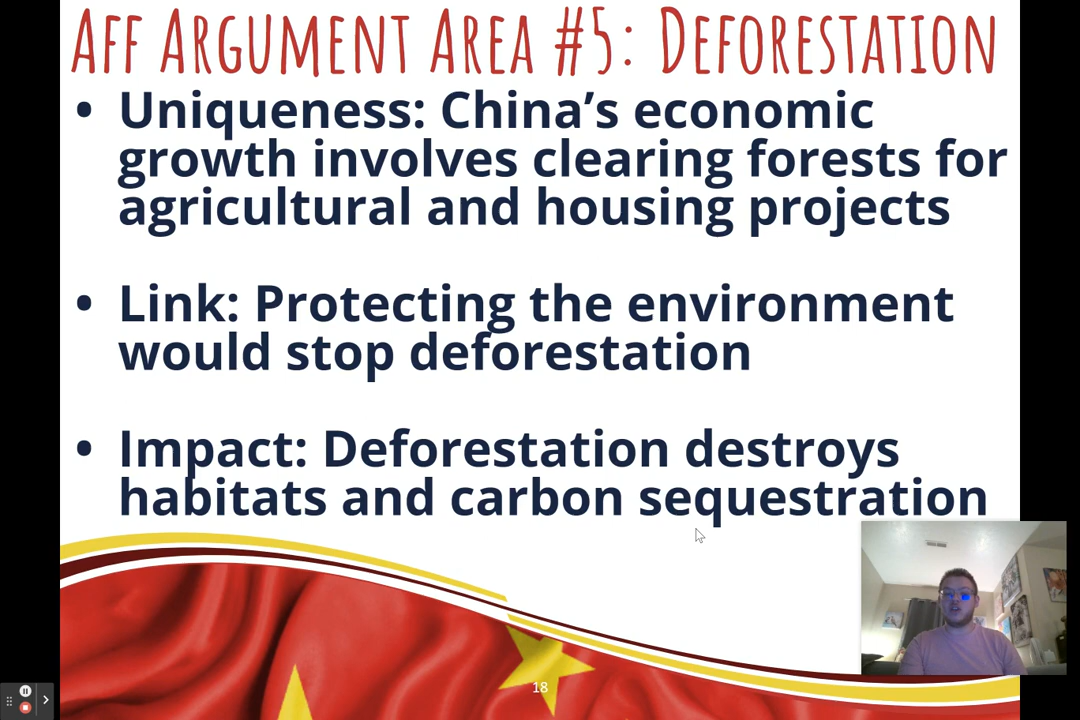 Aff Argument Area #5: Deforestation
• Uniqueness: China’s economic
growth involves clearing forests for
agricultural and housing projects
• Link: Protecting the environment
would stop deforestation
• Impact: Deforestation destroys
habitats and carbon sequestration
18